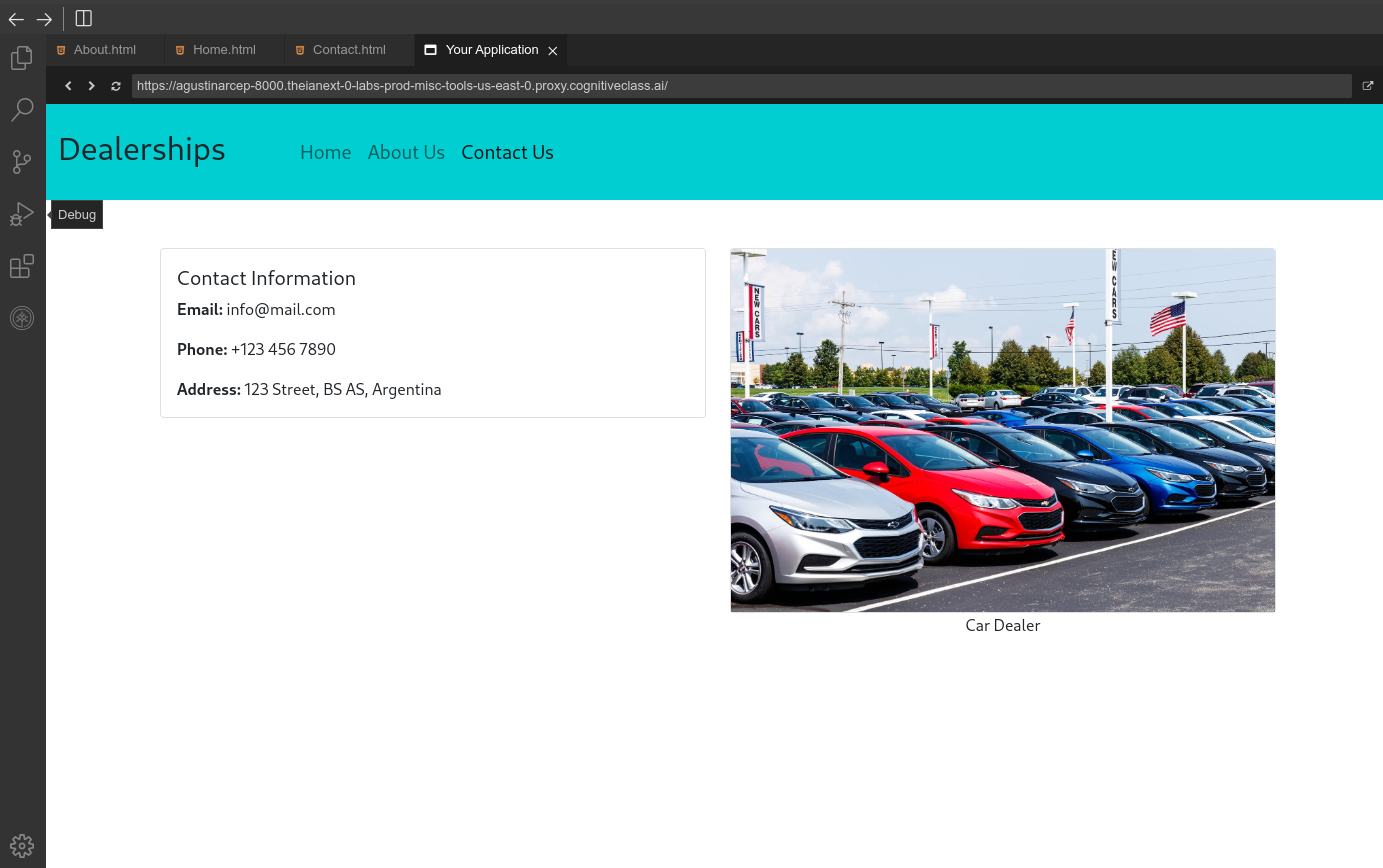 About.html
Home.html
Contact.html
Your Application
https://agustinarcep-8000.theianext-0-labs-prod-misc-tools-us-east-0.proxy.cognitiveclass.ai/
Dealerships
Home
About Us
Contact Us
Debug
Contact Information
Email: info@mail.com
Phone: +123 456 7890
Address: 123 Street, BS AS, Argentina
NEW CARS
EW CARS
Car Dealer